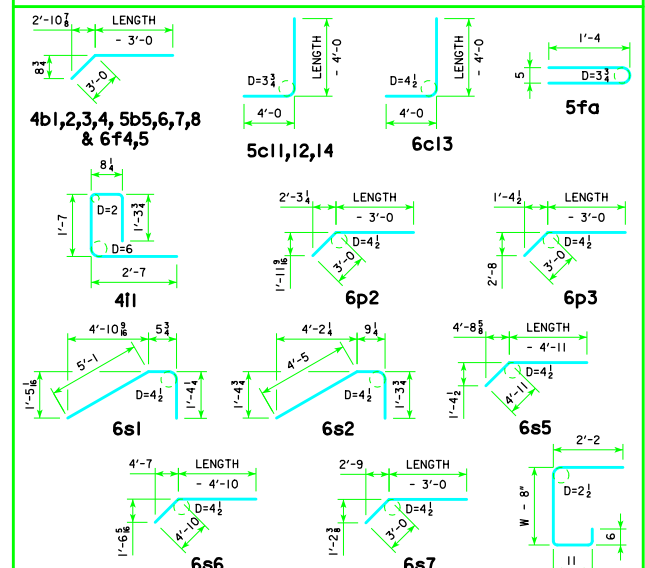 2'-10 7/8 LENGTH - 3'-0
8 3/4 3'-0
4b1,2,3,4, 5b5,6,7,8
& 6f4,5
LENGTH - 4'-0
D=3 3/4
4'-0
5c11,12,14
LENGTH - 4'-0
D=4 1/2
4'-0
6c13
1'-4
5 D=3 3/4
5fa
8 1/4
1'-7 D=2 1'-3 3/4
D=6
2'-7
4i1
2'-3 1/4 LENGTH - 3'-0
D=4 1/2
1'-11 9/16 3'-0
6p2
1'-4 1/2 LENGTH - 3'-0
D=4 1/2
2'-8 3'-0
6p3
4'-10 9/16 5 3/4
5'-1
1'-5 1/16 D=4 1/2 1'-4 1/4
6s1
4'-2 1/4 9 1/4
4'-5
1'-4 3/4 D=4 1/2 1'-3 3/4
6s2
4'-8 5/8 LENGTH - 4'-11
D=4 1/2
1'-4 1/2 4'-11
6s5
4'-7 LENGTH - 4'-10
D=4 1/2
1'-6 5/16 4'-10
6s6
2'-9 LENGTH - 3'-0
D=4 1/2
1'-2 3/8 3'-0
6s7
2'-2
W - 8" D=2 1/2
6
11